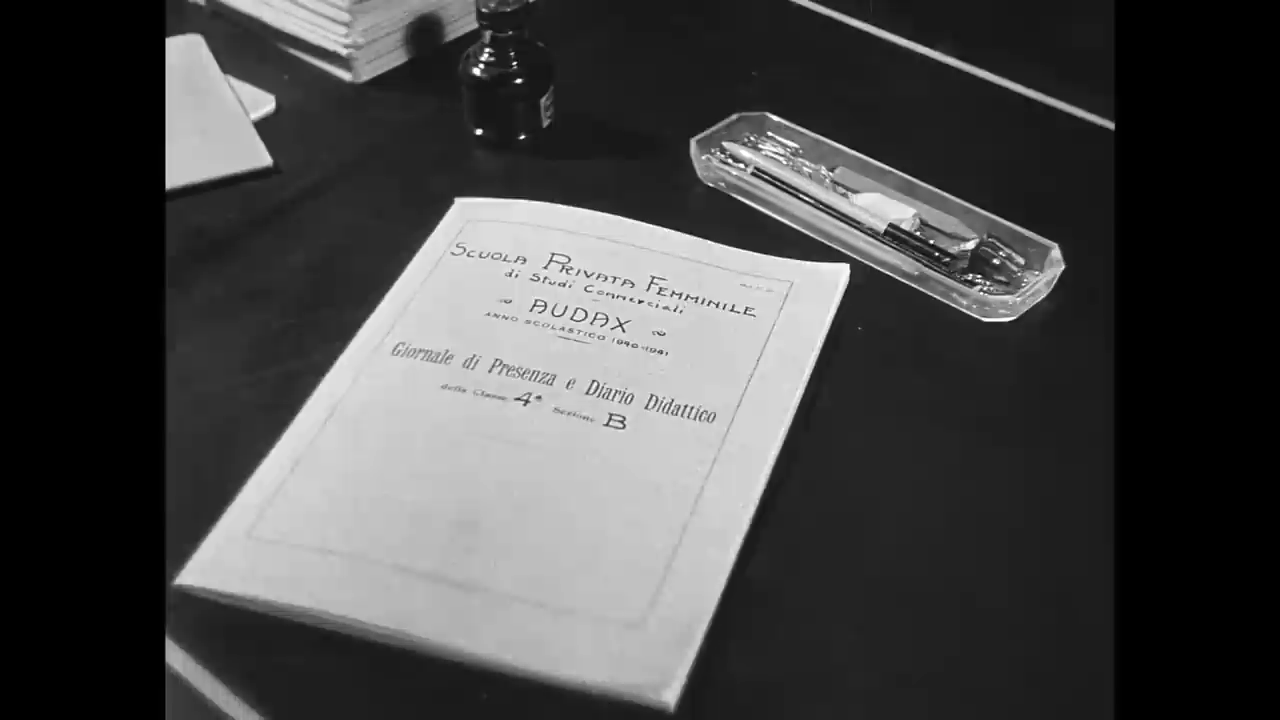 SCUOLA PRIVATA FEMMINILE
di Studi Commerciali
AUDAX
ANNO SCOLASTICO 1940-1941
Giornale di Presenza e Diario Didattico
della Classe 4ª Sezione B